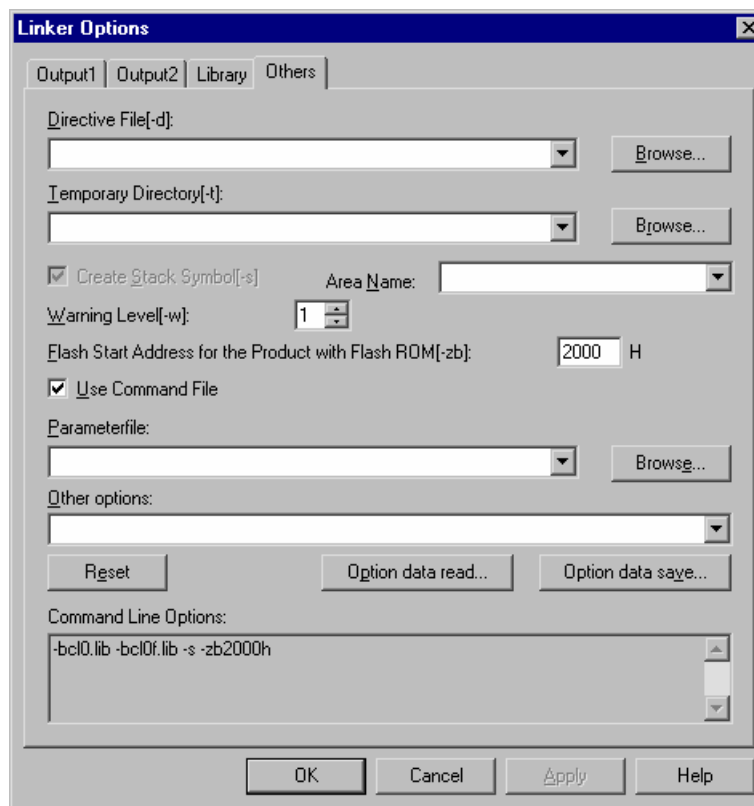 Linker Options
Output1 Output2 Library Others
Directive File[-d]:
Browse...
Temporary Directory[-t]:
Browse...
Create Stack Symbol[-s] Area Name:
Warning Level[-w]: 1
Flash Start Address for the Product with Flash ROM[-zb]: 2000 H
Use Command File
Parameterfile:
Browse...
Other options:
Reset Option data read... Option data save...
Command Line Options:
-bcl0.lib -bcl0f.lib -s -zb2000h
OK Cancel Apply Help